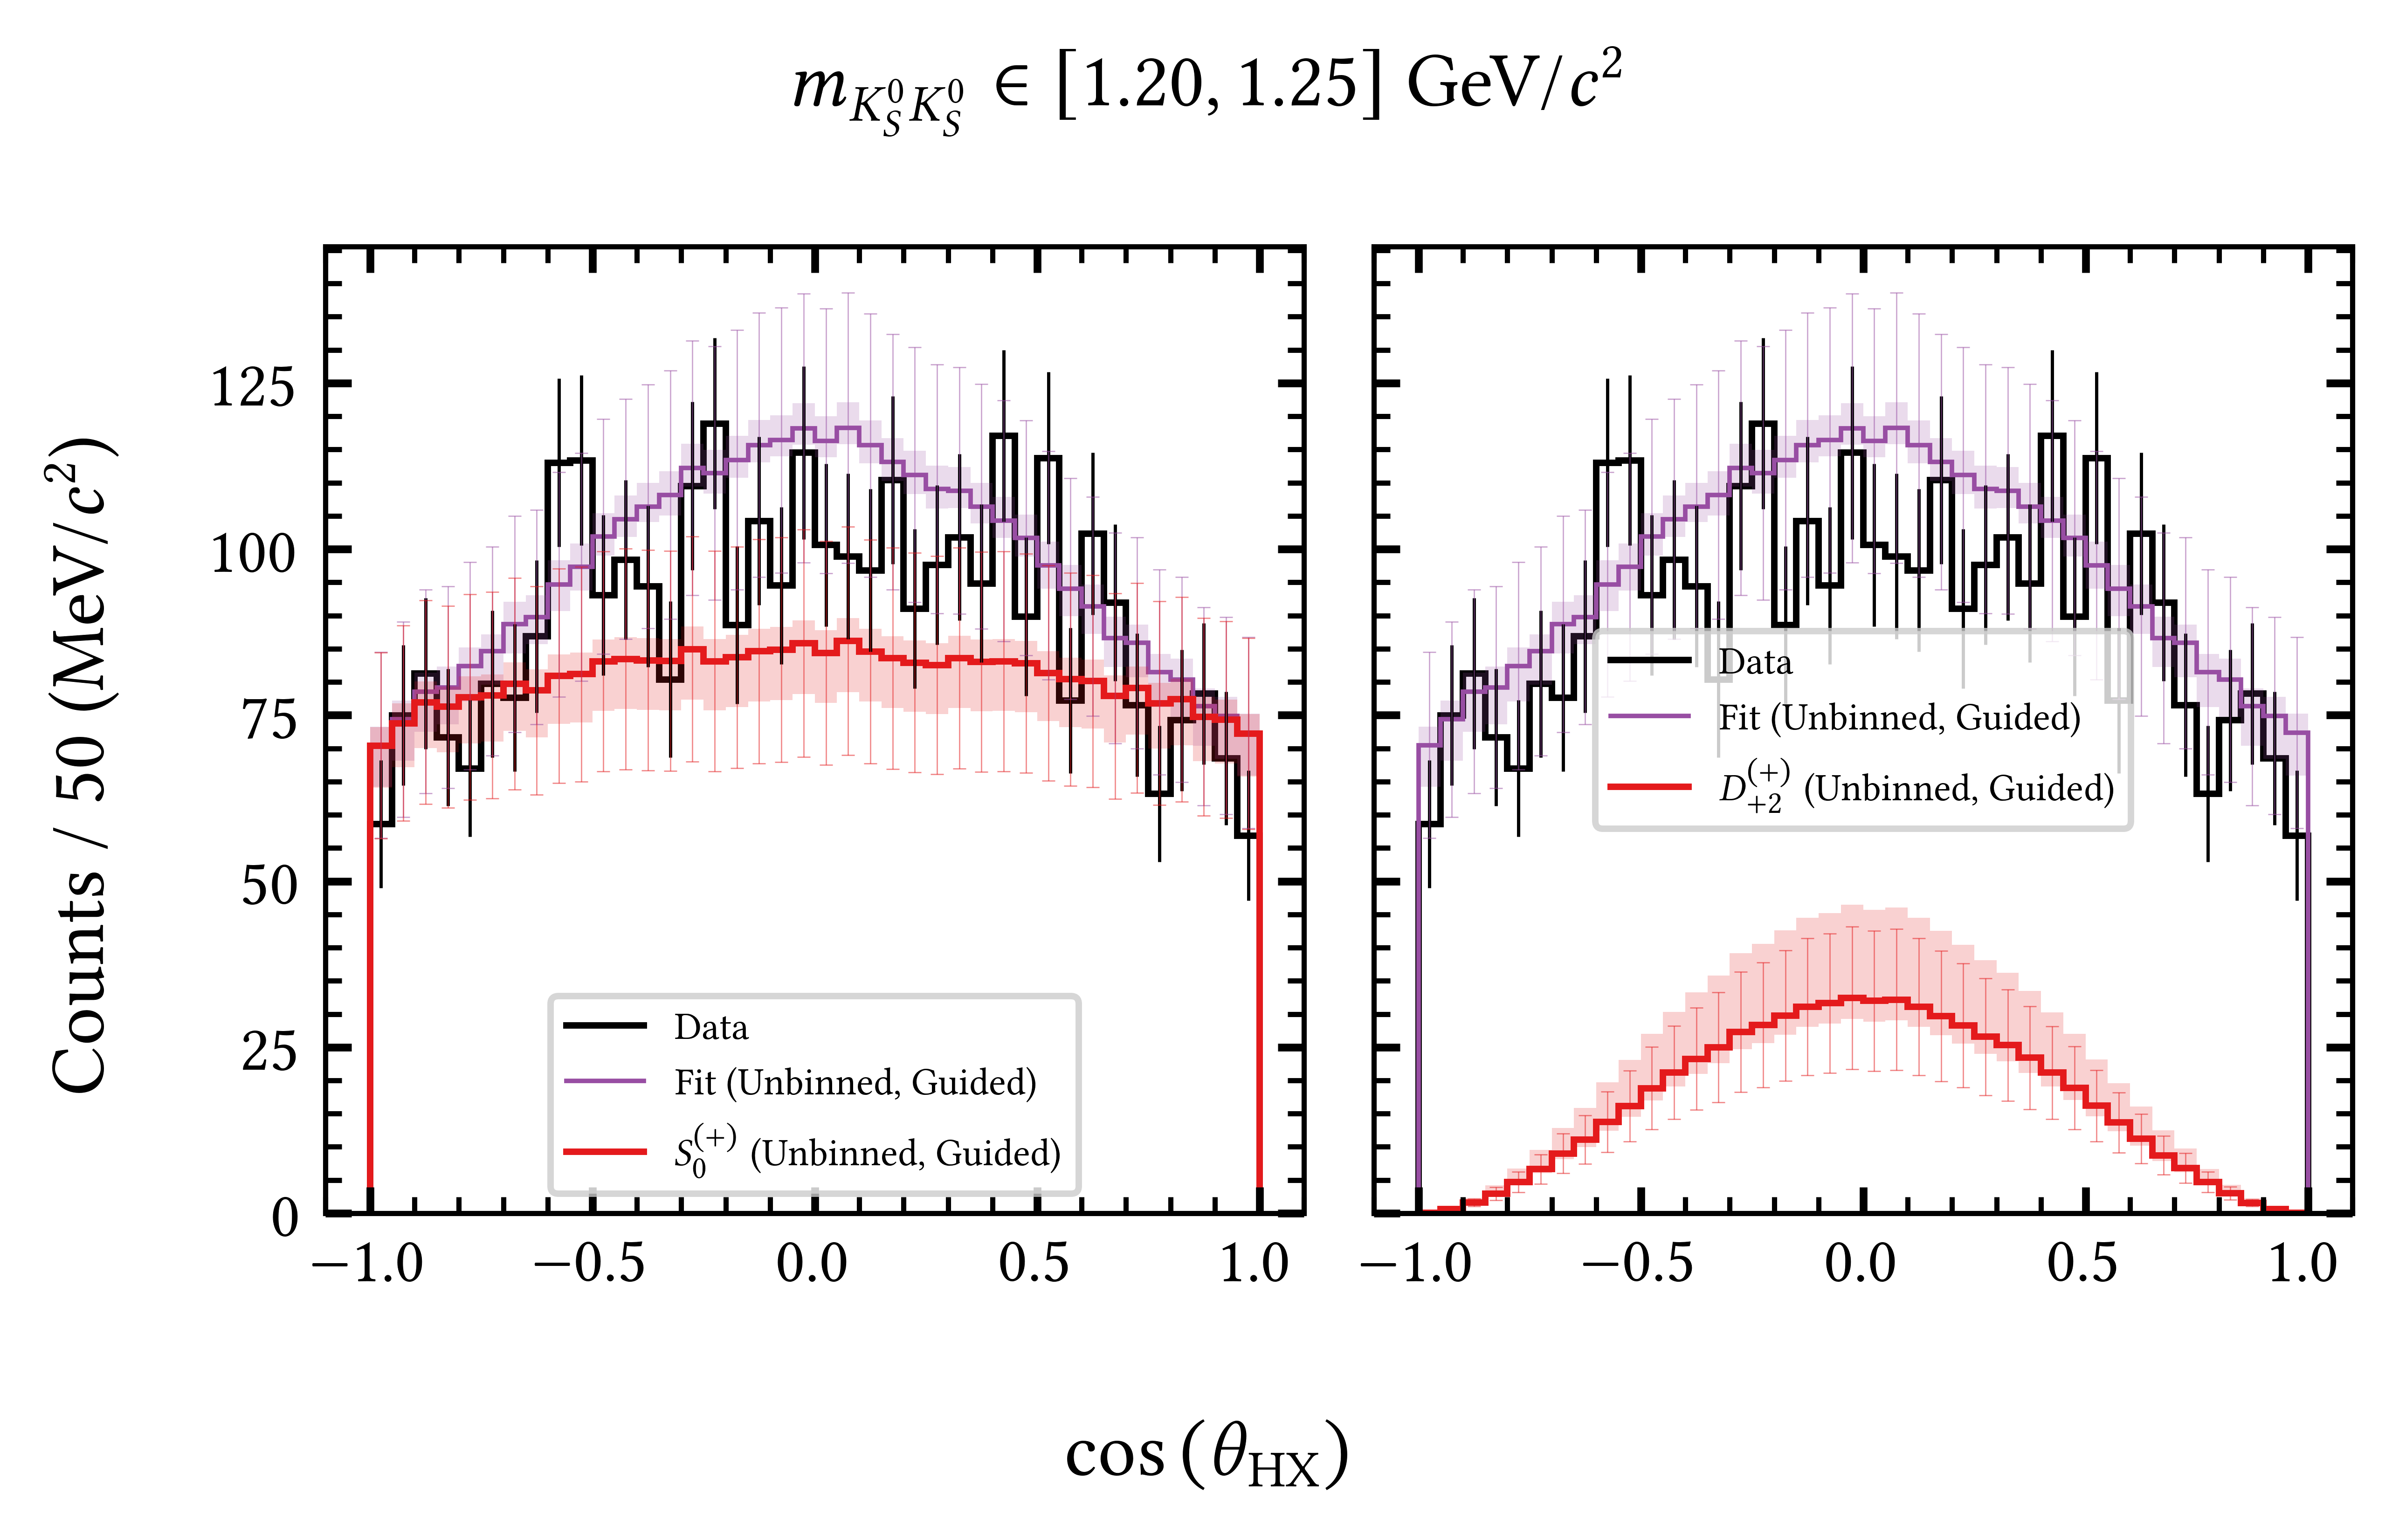 m_{K_S^0 K_S^0} ∈ [1.20, 1.25] GeV/c²
Counts / 50 (MeV/c²)
125
100
75
50
25
0
Data
Fit (Unbinned, Guided)
S_0^{(+)} (Unbinned, Guided)
Data
Fit (Unbinned, Guided)
D_{+2}^{(+)} (Unbinned, Guided)
−1.0 −0.5 0.0 0.5 1.0
−1.0 −0.5 0.0 0.5 1.0
cos (θ_{HX})